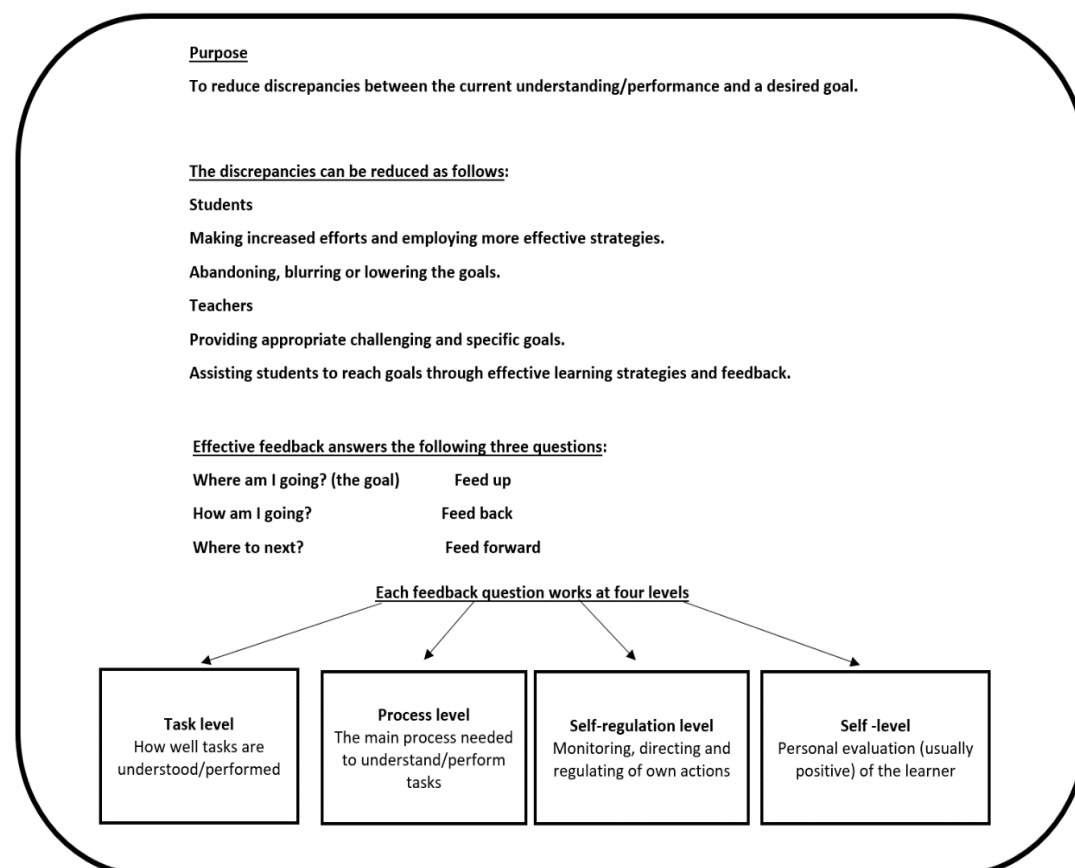 Purpose
To reduce discrepancies between the current understanding/performance and a desired goal.
The discrepancies can be reduced as follows:
Students
Making increased efforts and employing more effective strategies.
Abandoning, blurring or lowering the goals.
Teachers
Providing appropriate challenging and specific goals.
Assisting students to reach goals through effective learning strategies and feedback.
Effective feedback answers the following three questions:
Where am I going? (the goal) Feed up
How am I going? Feed back
Where to next? Feed forward
Each feedback question works at four levels
Task level
How well tasks are
understood/performed
Process level
The main process needed
to understand/perform
tasks
Self-regulation level
Monitoring, directing and
regulating of own actions
Self -level
Personal evaluation (usually
positive) of the learner